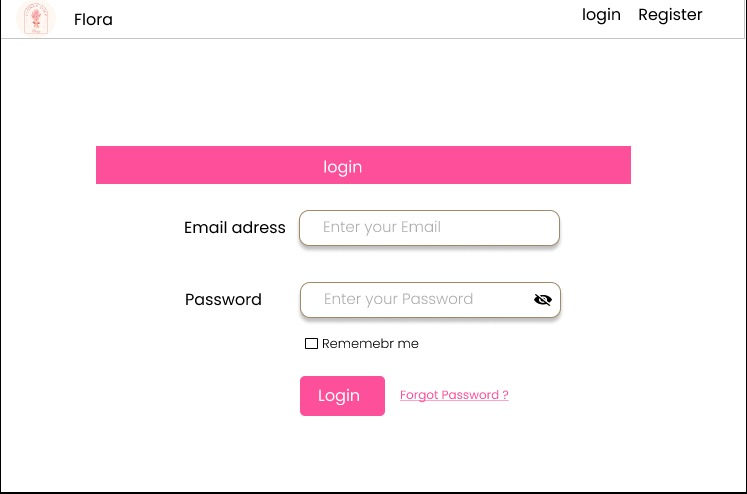 Flora
login Register
login
Email adress Enter your Email
Password Enter your Password
Rememebr me
Login Forgot Password ?